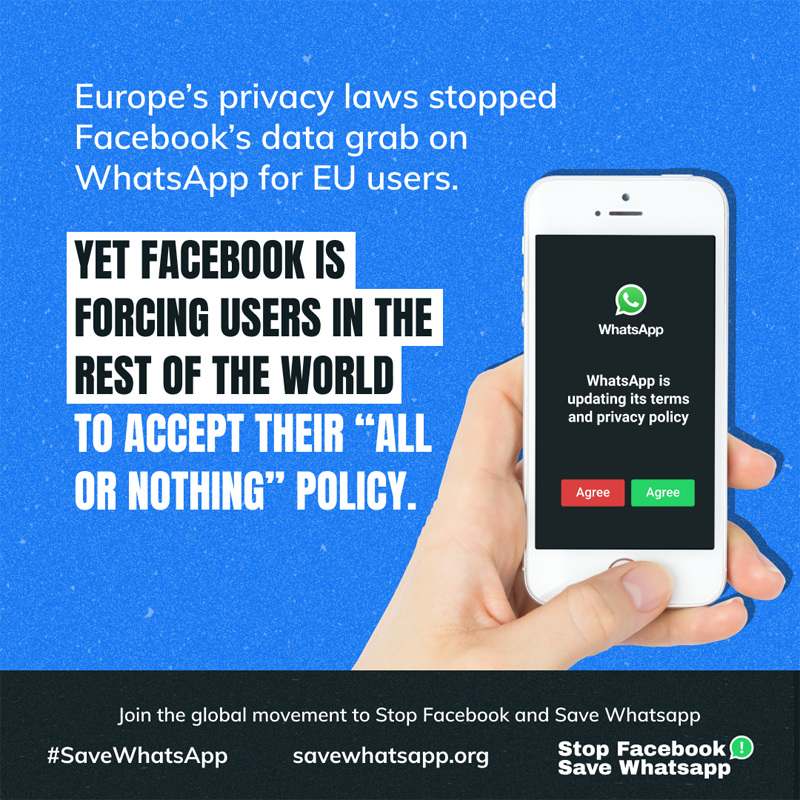 Europe’s privacy laws stopped
Facebook’s data grab on
WhatsApp for EU users.
YET FACEBOOK IS
FORCING USERS IN THE
REST OF THE WORLD
TO ACCEPT THEIR “ALL
OR NOTHING” POLICY.
WhatsApp
WhatsApp is
updating its terms
and privacy policy
Agree Agree
Join the global movement to Stop Facebook and Save Whatsapp
#SaveWhatsApp savewhatsapp.org
Stop Facebook
Save Whatsapp